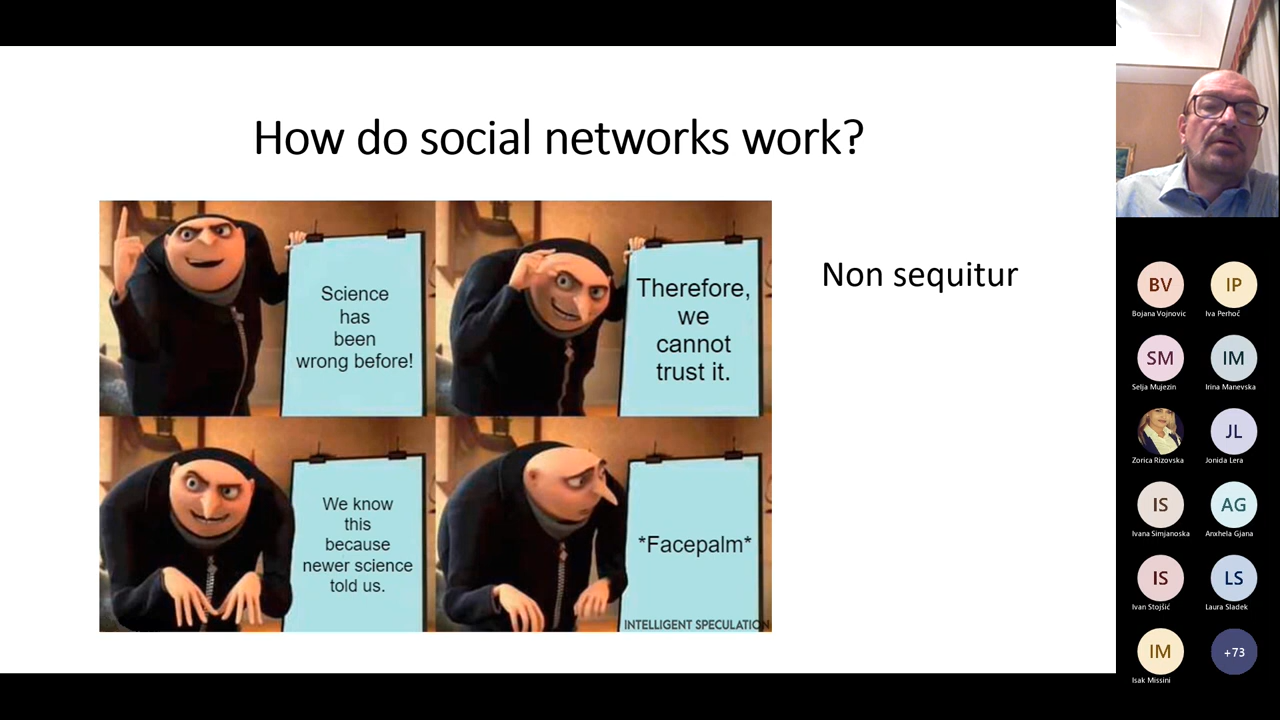 How do social networks work?
Science
has
been
wrong before!
Therefore,
we
cannot
trust it.
We know
this
because
newer science
told us.
*Facepalm*
INTELLIGENT SPECULATION
Non sequitur
BV
Bojana Vojnovic
IP
Iva Perhoč
SM
Selja Mujezin
IM
Irina Manevska
Zorica Rizovska
JL
Jonida Lera
IS
Ivana Simjanoska
AG
Anxhela Gjana
IS
Ivan Stojšić
LS
Laura Sladek
IM
Isak Missini
+73